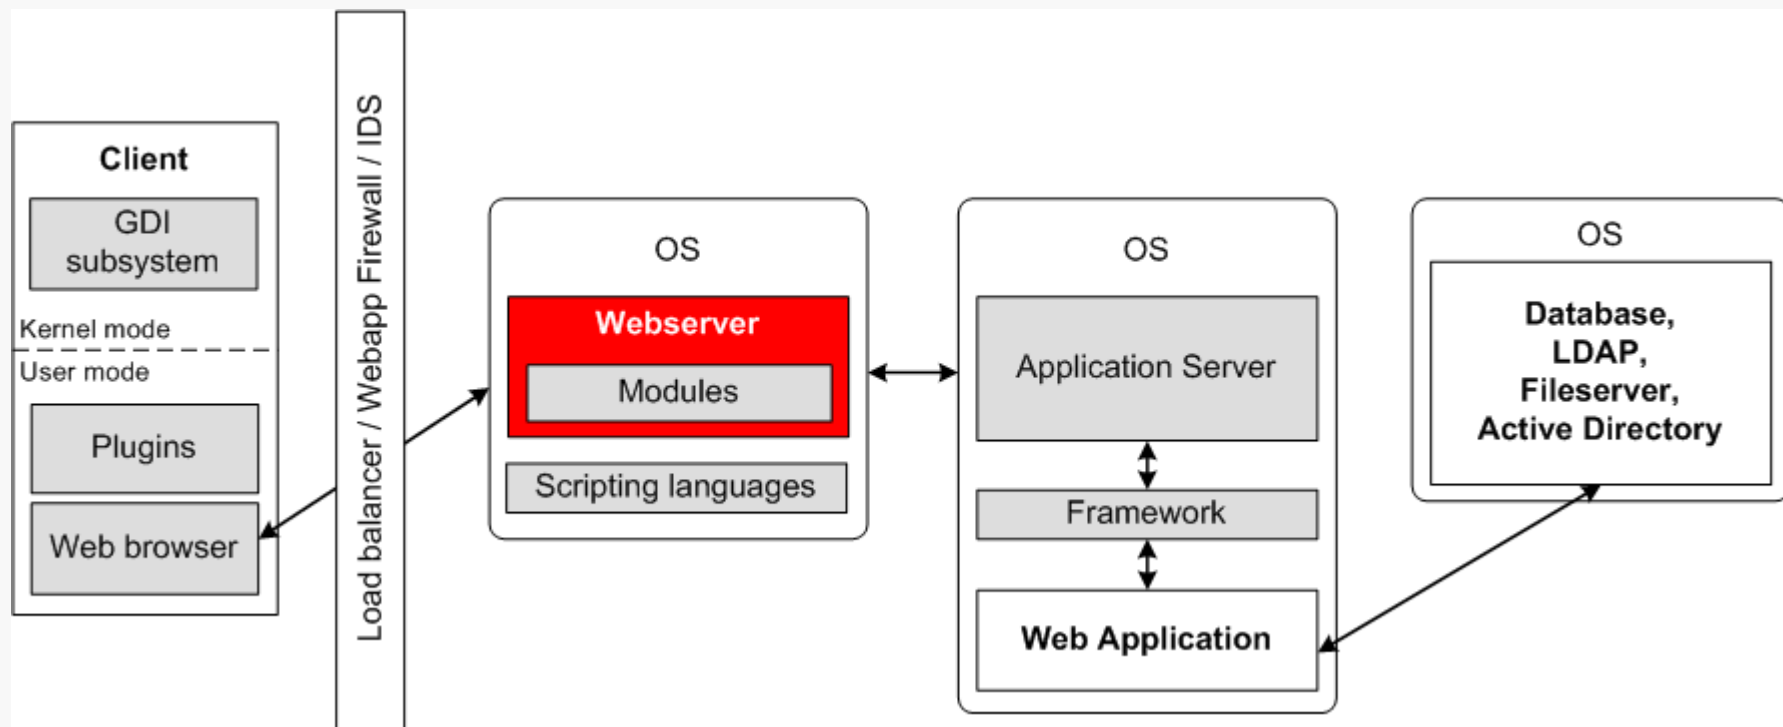 Client
GDI
subsystem
Kernel mode
User mode
Plugins
Web browser
Load balancer / Webapp Firewall / IDS
OS
Webserver
Modules
Scripting languages
OS
Application Server
Framework
Web Application
OS
Database,
LDAP,
Fileserver,
Active Directory